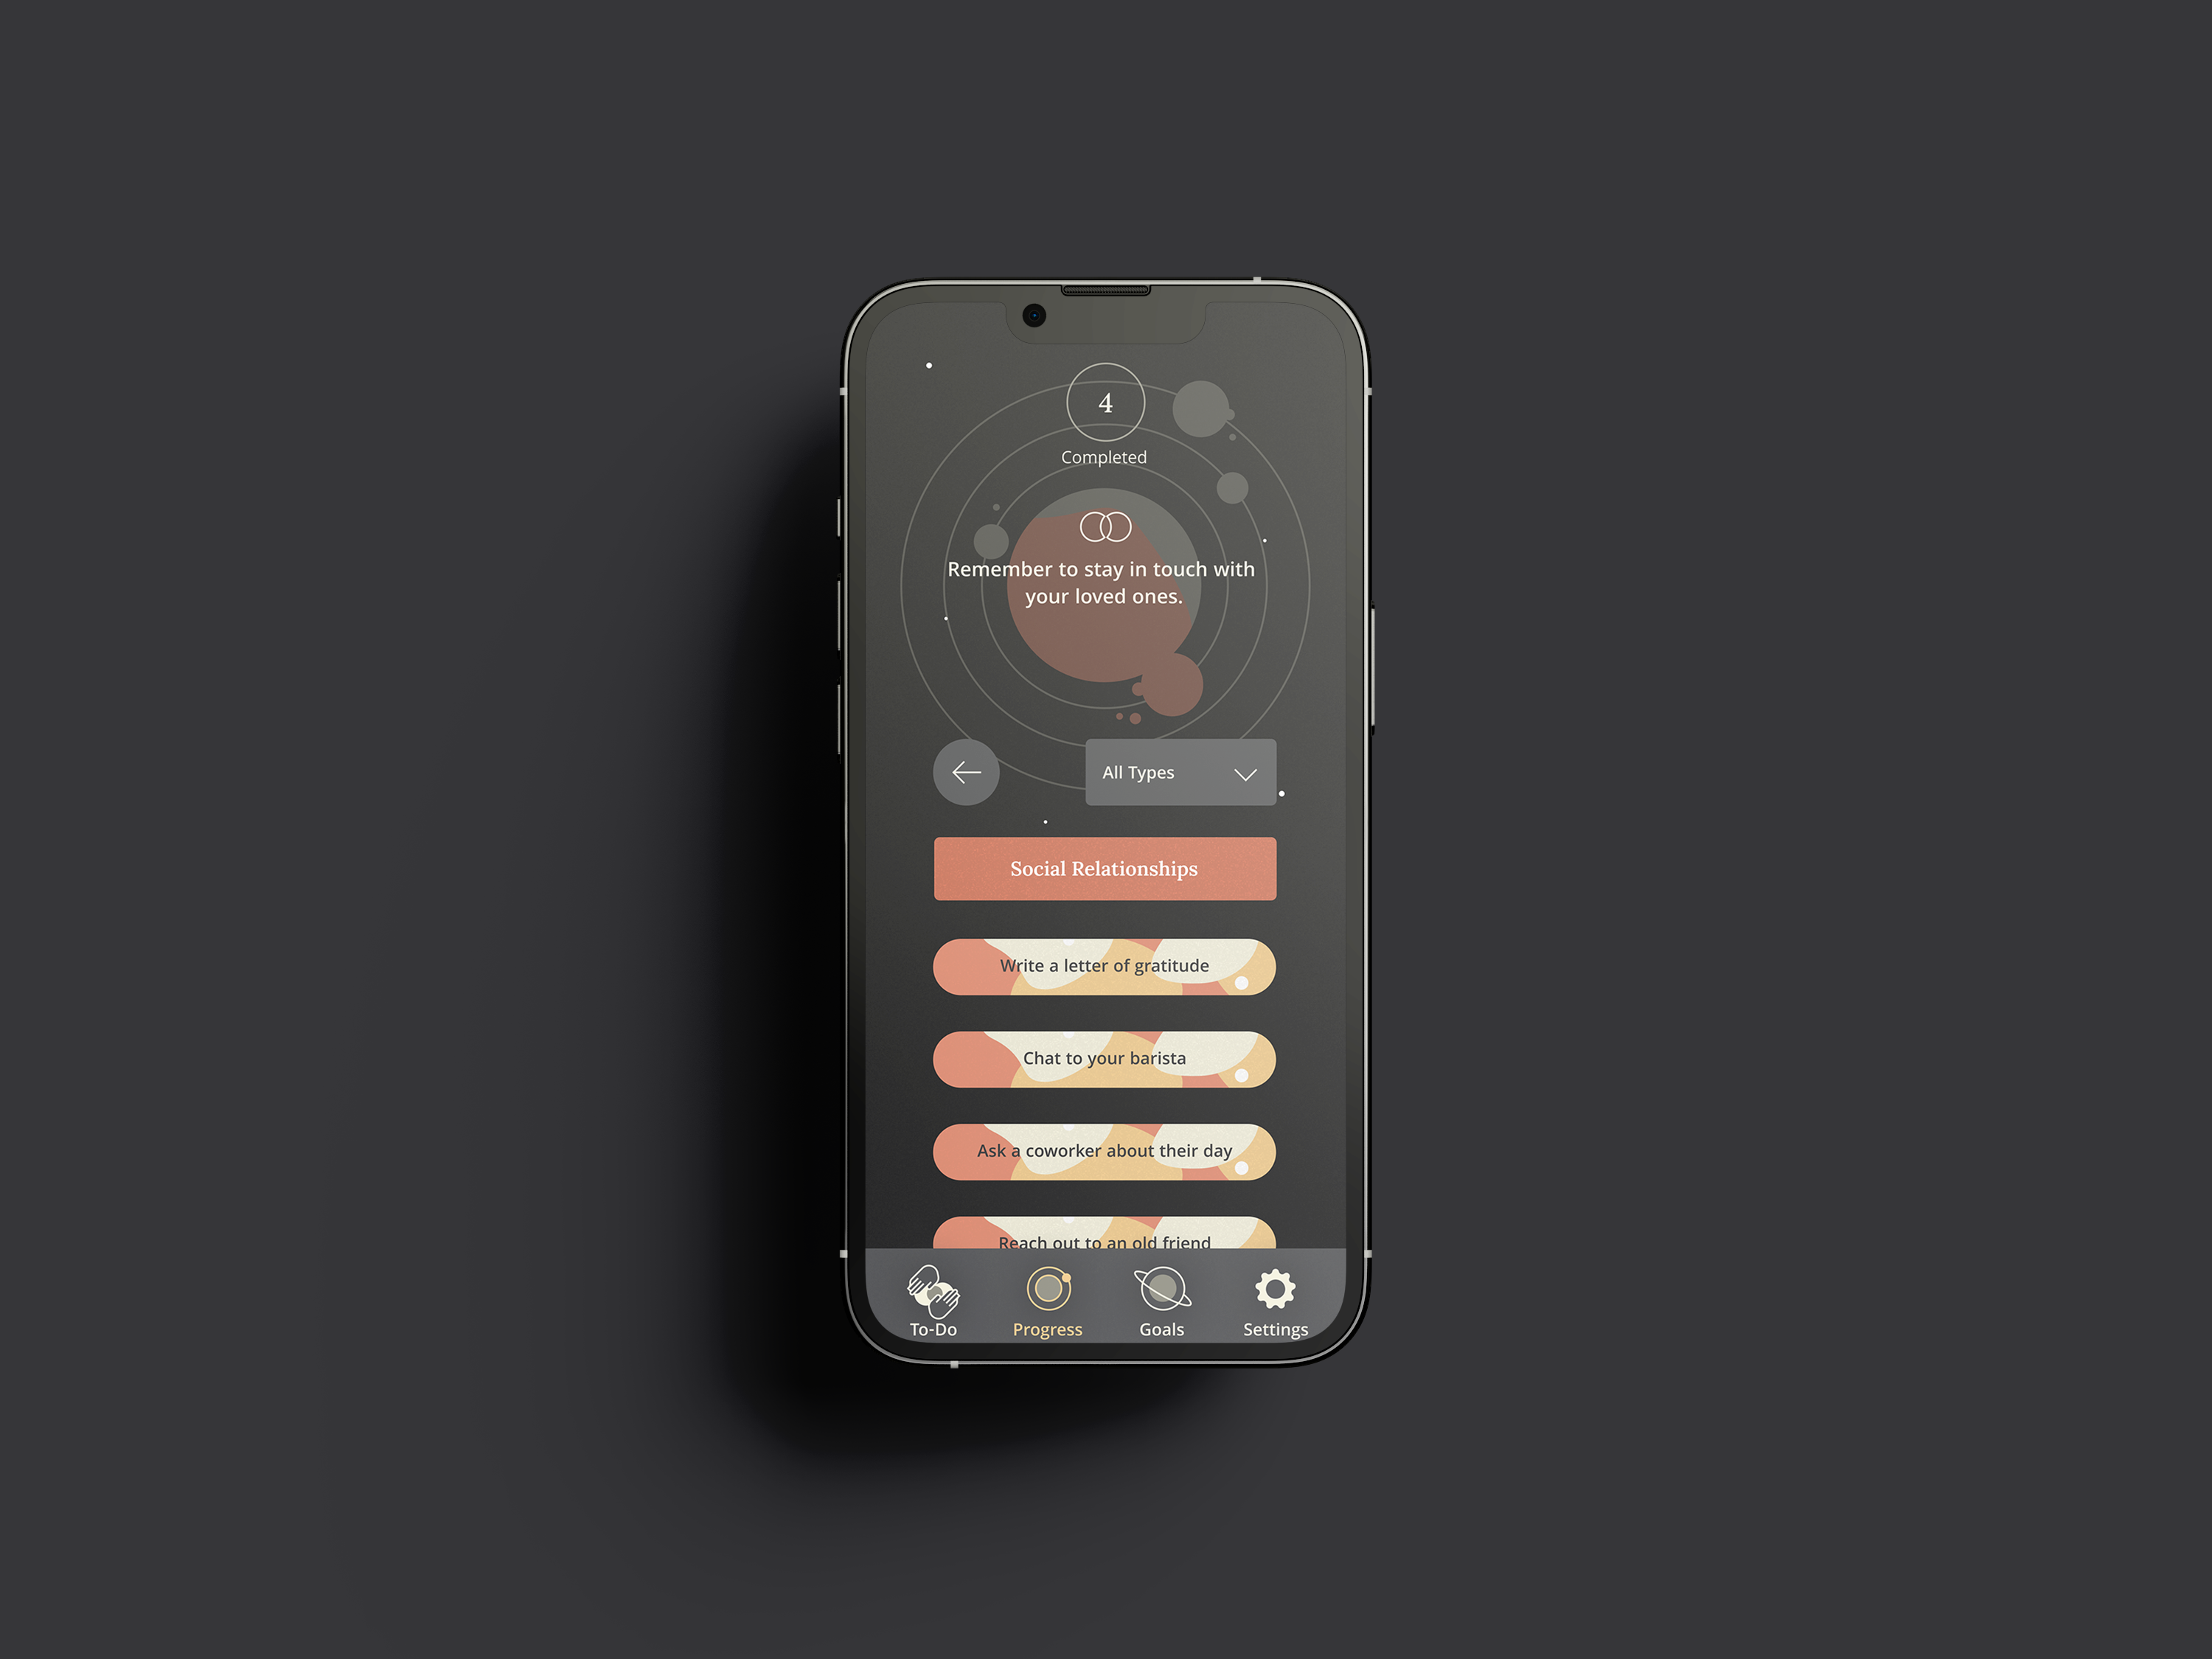 4
Completed
Remember to stay in touch with
your loved ones.
All Types
Social Relationships
Write a letter of gratitude
Chat to your barista
Ask a coworker about their day
Reach out to an old friend
To-Do
Progress
Goals
Settings